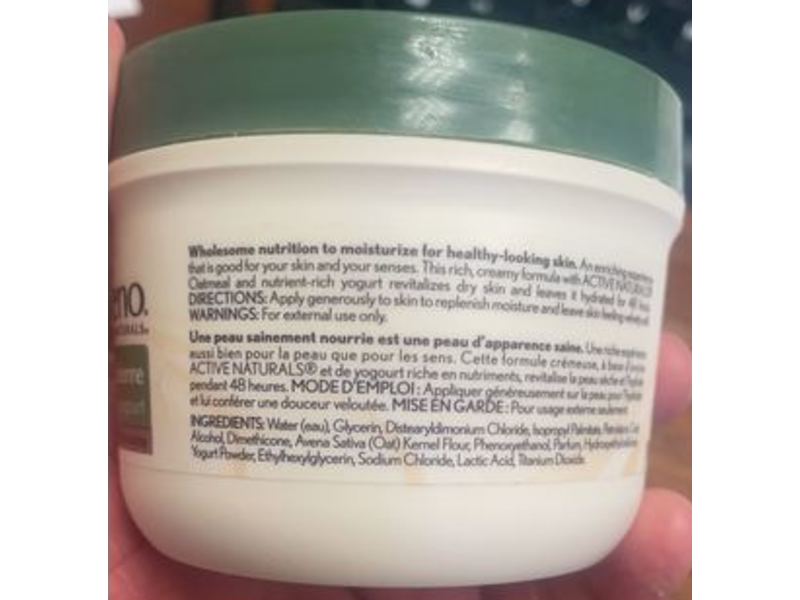 eno.
NATURALS™
Wholesome nutrition to moisturize for healthy-looking skin. An enriching
that is good for your skin and your senses. This rich, creamy formula with ACTIVE NATURALS®
Oatmeal and nutrient-rich yogurt revitalizes dry skin and leaves it hydrated for 48
DIRECTIONS: Apply generously to skin to replenish moisture and leave skin feeling
WARNINGS: For external use only.
Une peau sainement nourrie est une peau d'apparence saine. Une riche
aussi bien pour la peau que pour les sens. Cette formule crémeuse, à base
ACTIVE NATURALS® et de yogourt riche en nutriments, revitalise la peau sèche et
pendant 48 heures. MODE D'EMPLOI : Appliquer généreusement sur la peau pour
et lui conférer une douceur veloutée. MISE EN GARDE : Pour usage externe seulement.
INGREDIENTS: Water (eau), Glycerin, Distearyldimonium Chloride, Isopropyl Palmitate,
Alcohol, Dimethicone, Avena Sativa (Oat) Kernel Flour, Phenoxyethanol, Parfum,
Yogurt Powder, Ethylhexylglycerin, Sodium Chloride, Lactic Acid, Titanium Dioxide.